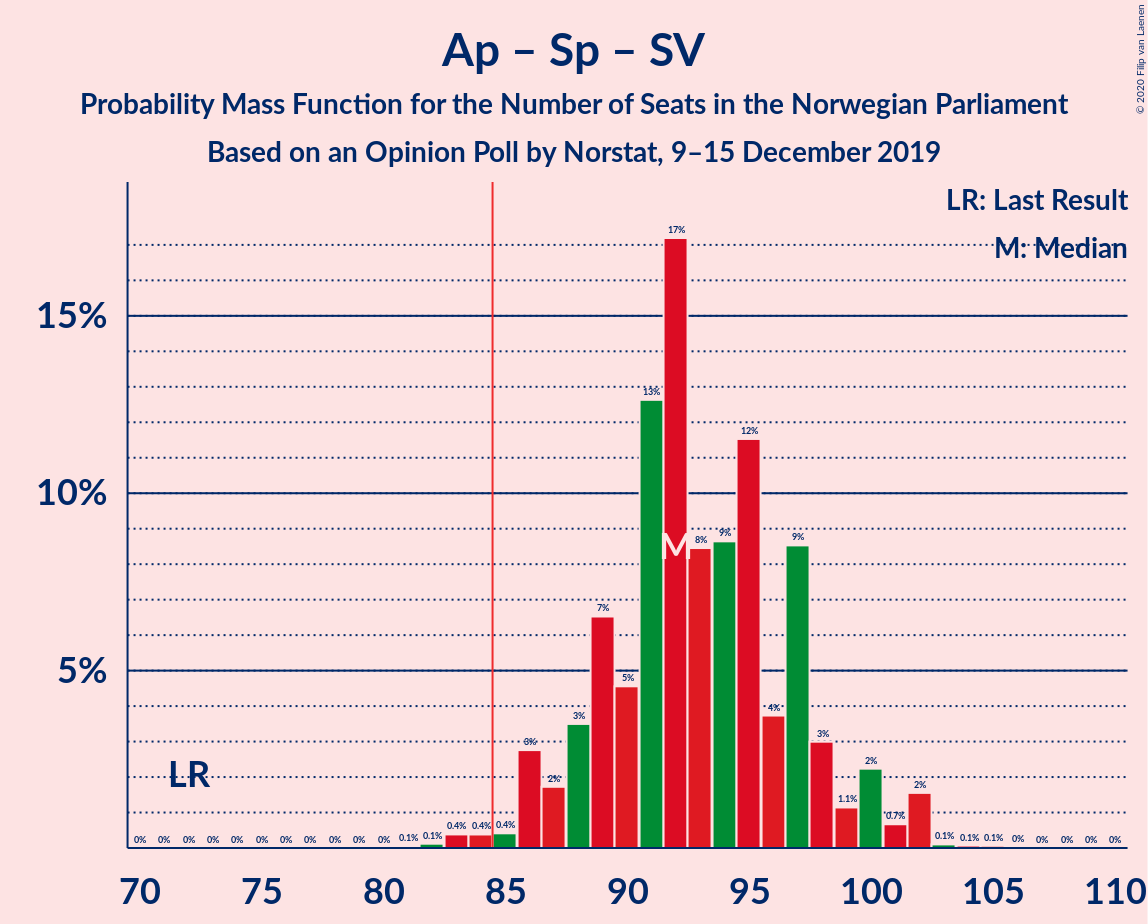 Ap – Sp – SV
Probability Mass Function for the Number of Seats in the Norwegian Parliament
Based on an Opinion Poll by Norstat, 9–15 December 2019
© 2020 Filip van Laenen
LR: Last Result
M: Median
15%
10%
5%
LR
M
0% 0% 0% 0% 0% 0% 0% 0% 0% 0% 0% 0.1% 0.1% 0.4% 0.4% 0.4% 3% 2% 3% 7% 5% 13% 17% 8% 9% 12% 4% 9% 3% 1.1% 2% 0.7% 2% 0.1% 0.1% 0.1% 0% 0% 0% 0% 0%
70 75 80 85 90 95 100 105 110